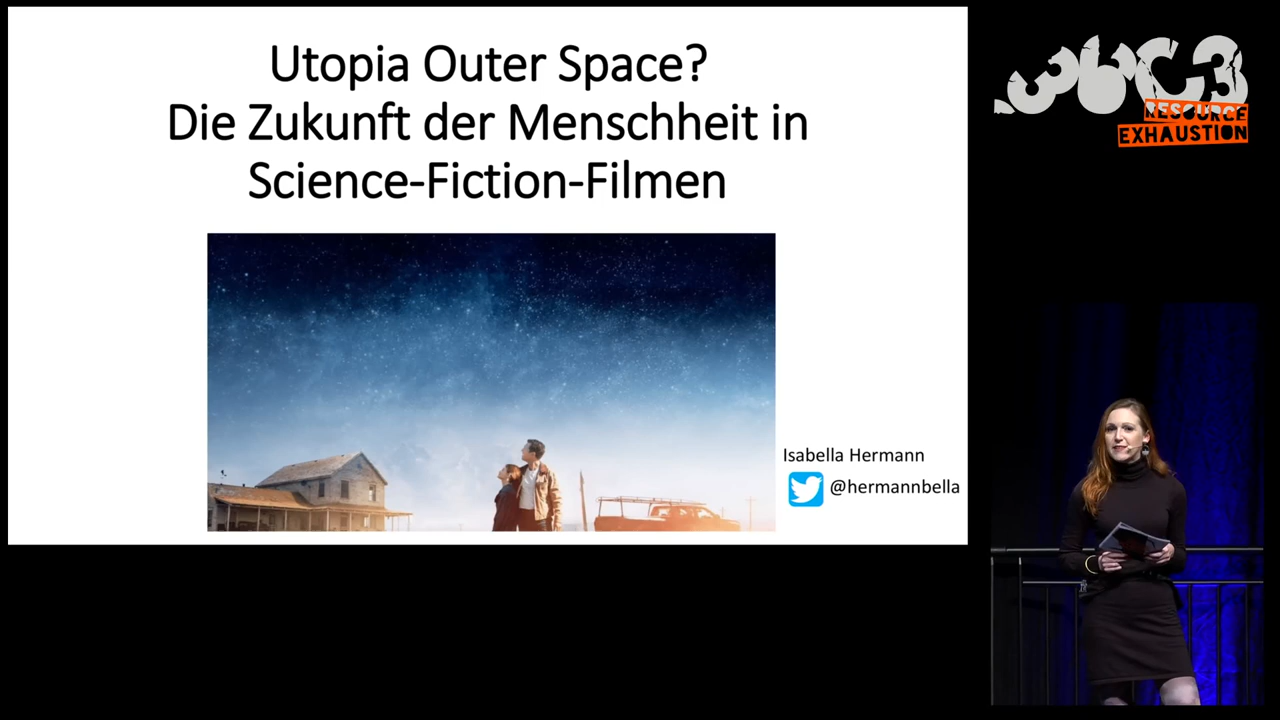 Utopia Outer Space?
Die Zukunft der Menschheit in
Science-Fiction-Filmen
Isabella Hermann
@hermannbella
36C3
RESOURCE
EXHAUSTION